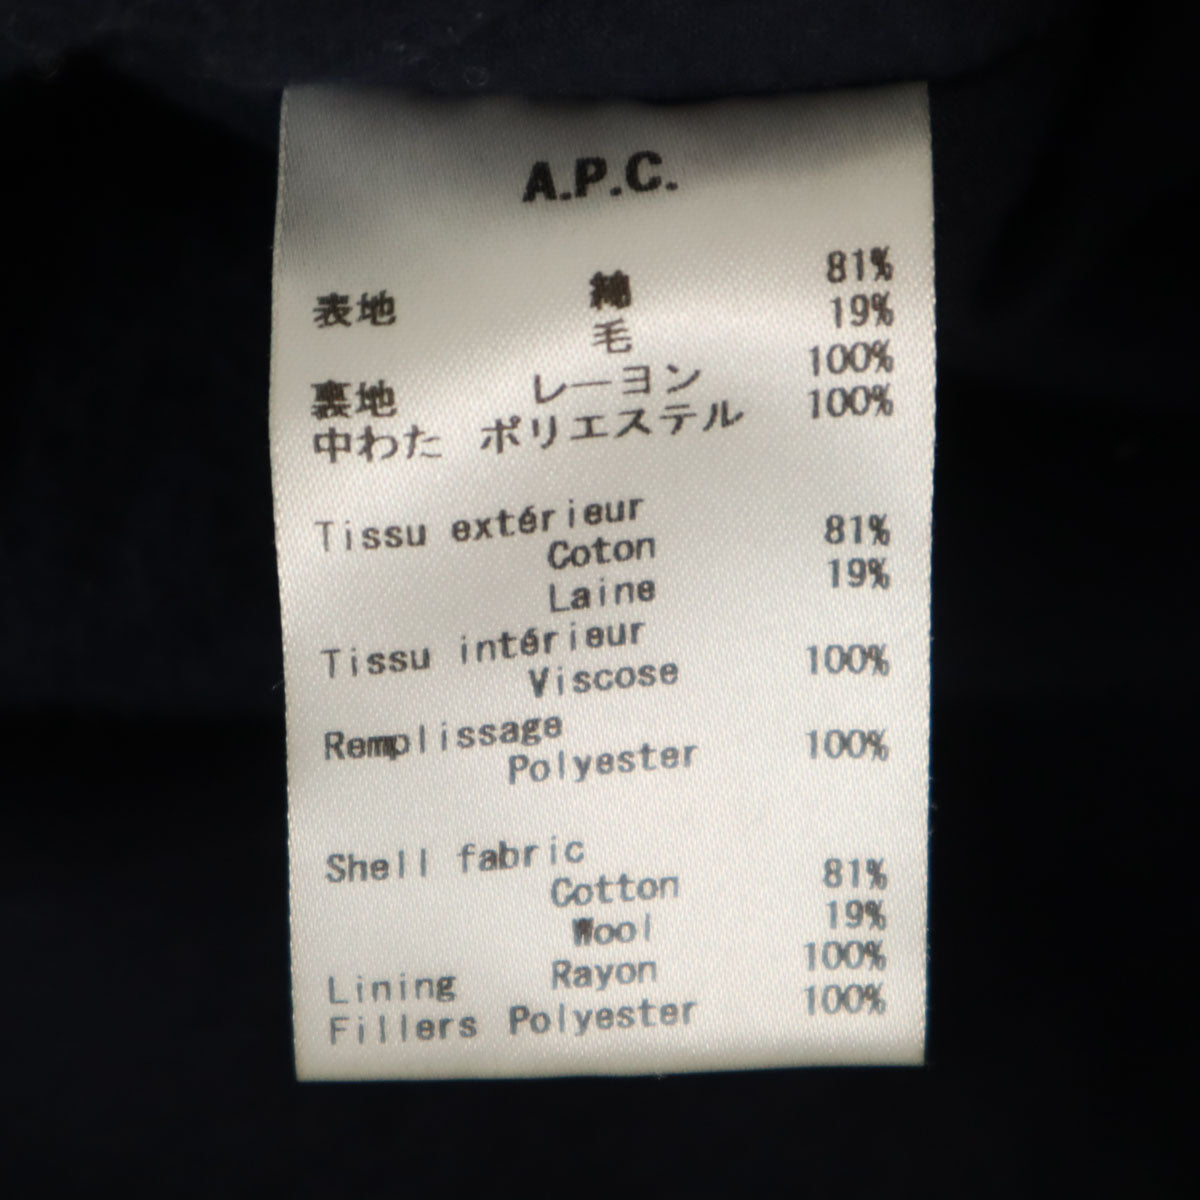 A.P.C.
表地 綿 81%
毛 19%
裏地 レーヨン 100%
中わた ポリエステル 100%
Tissu extérieur
Coton 81%
Laine 19%
Tissu intérieur
Viscose 100%
Remplissage
Polyester 100%
Shell fabric
Cotton 81%
Wool 19%
Lining Rayon 100%
Fillers Polyester 100%